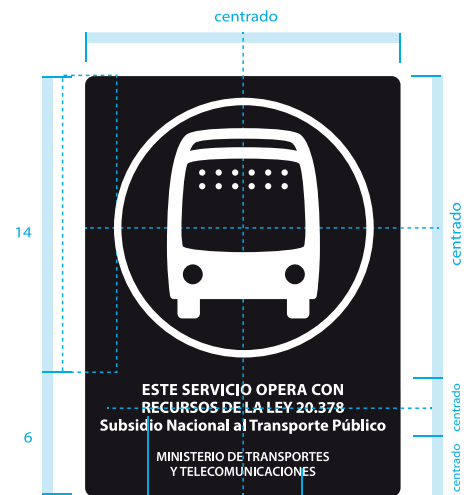 centrado
14
centrado
ESTE SERVICIO OPERA CON
RECURSOS DE LA LEY 20.378
Subsidio Nacional al Transporte Público
centrado
6
MINISTERIO DE TRANSPORTES
Y TELECOMUNICACIONES
centrado